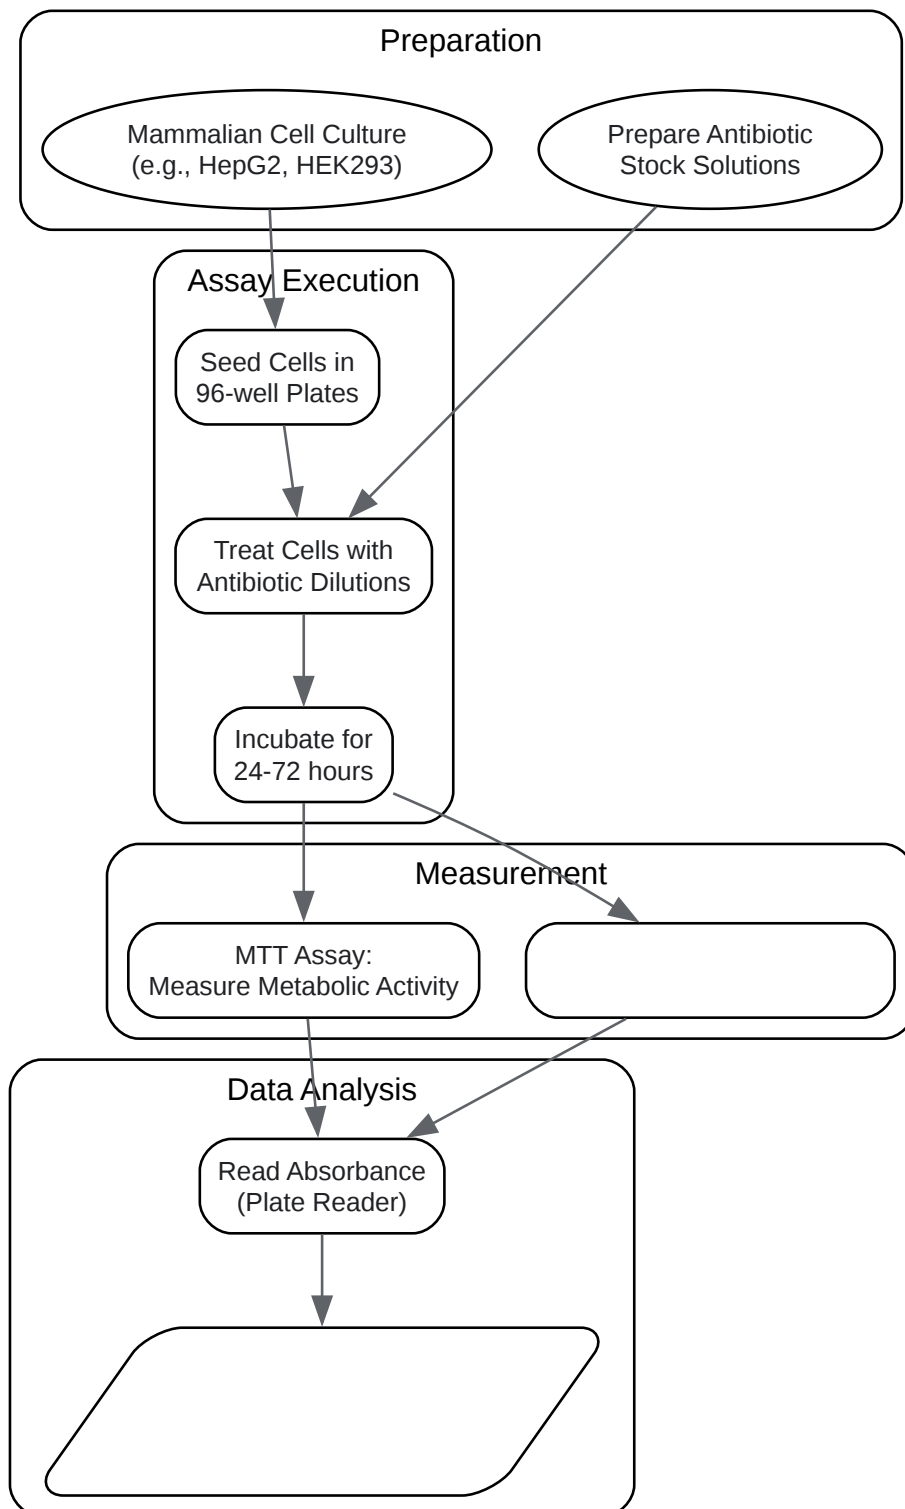 Preparation
Mammalian Cell Culture
(e.g., HepG2, HEK293)
Prepare Antibiotic
Stock Solutions
Assay Execution
Seed Cells in
96-well Plates
Treat Cells with
Antibiotic Dilutions
Incubate for
24-72 hours
Measurement
MTT Assay:
Measure Metabolic Activity
Data Analysis
Read Absorbance
(Plate Reader)